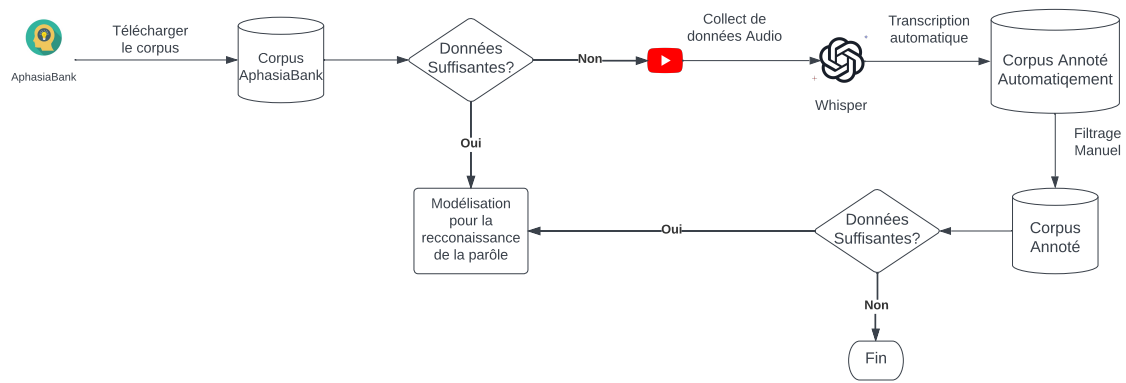 Télécharger
le corpus
AphasiaBank
Corpus
AphasiaBank
Données
Suffisantes?
Non
Collect de
données Audio
Whisper
Transcription
automatique
Corpus Annoté
Automatiqement
Filtrage
Manuel
Oui
Modélisation
pour la
recconaissance
de la parôle
Oui
Données
Suffisantes?
Corpus
Annoté
Non
Fin